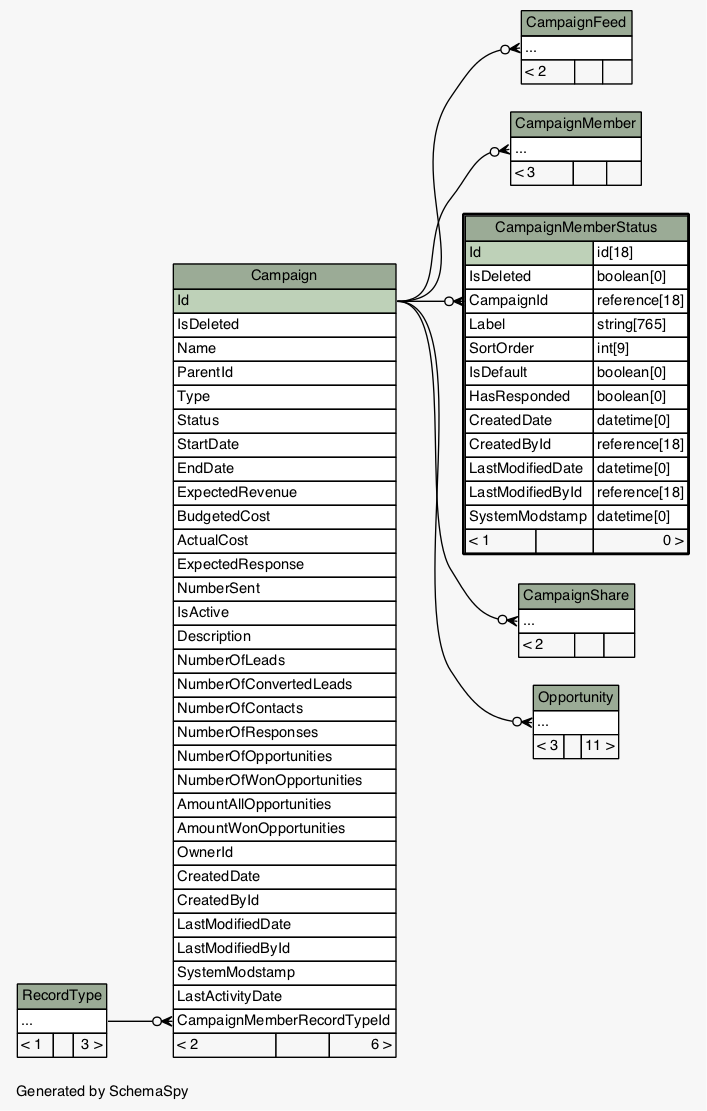 CampaignFeed
...
< 2
CampaignMember
...
< 3
CampaignMemberStatus
Id id[18]
IsDeleted boolean[0]
CampaignId reference[18]
Label string[765]
SortOrder int[9]
IsDefault boolean[0]
HasResponded boolean[0]
CreatedDate datetime[0]
CreatedById reference[18]
LastModifiedDate datetime[0]
LastModifiedById reference[18]
SystemModstamp datetime[0]
< 1 0 >
Campaign
Id
IsDeleted
Name
ParentId
Type
Status
StartDate
EndDate
ExpectedRevenue
BudgetedCost
ActualCost
ExpectedResponse
NumberSent
IsActive
Description
NumberOfLeads
NumberOfConvertedLeads
NumberOfContacts
NumberOfResponses
NumberOfOpportunities
NumberOfWonOpportunities
AmountAllOpportunities
AmountWonOpportunities
OwnerId
CreatedDate
CreatedById
LastModifiedDate
LastModifiedById
SystemModstamp
LastActivityDate
CampaignMemberRecordTypeId
< 2 6 >
CampaignShare
...
< 2
Opportunity
...
< 3 11 >
RecordType
...
< 1 3 >
Generated by SchemaSpy